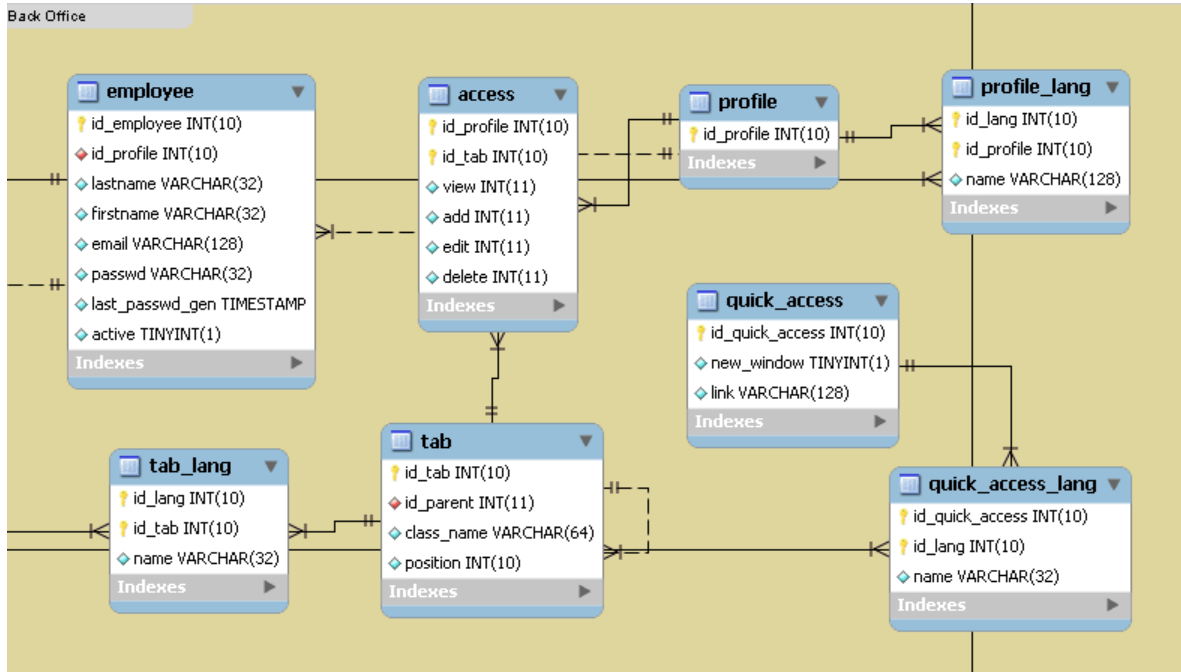 Back Office
employee
id_employee INT(10)
id_profile INT(10)
lastname VARCHAR(32)
firstname VARCHAR(32)
email VARCHAR(128)
passwd VARCHAR(32)
last_passwd_gen TIMESTAMP
active TINYINT(1)
Indexes
access
id_profile INT(10)
id_tab INT(10)
view INT(11)
add INT(11)
edit INT(11)
delete INT(11)
Indexes
profile
id_profile INT(10)
Indexes
profile_lang
id_lang INT(10)
id_profile INT(10)
name VARCHAR(128)
Indexes
quick_access
id_quick_access INT(10)
new_window TINYINT(1)
link VARCHAR(128)
Indexes
tab_lang
id_lang INT(10)
id_tab INT(10)
name VARCHAR(32)
Indexes
tab
id_tab INT(10)
id_parent INT(11)
class_name VARCHAR(64)
position INT(10)
Indexes
quick_access_lang
id_quick_access INT(10)
id_lang INT(10)
name VARCHAR(32)
Indexes